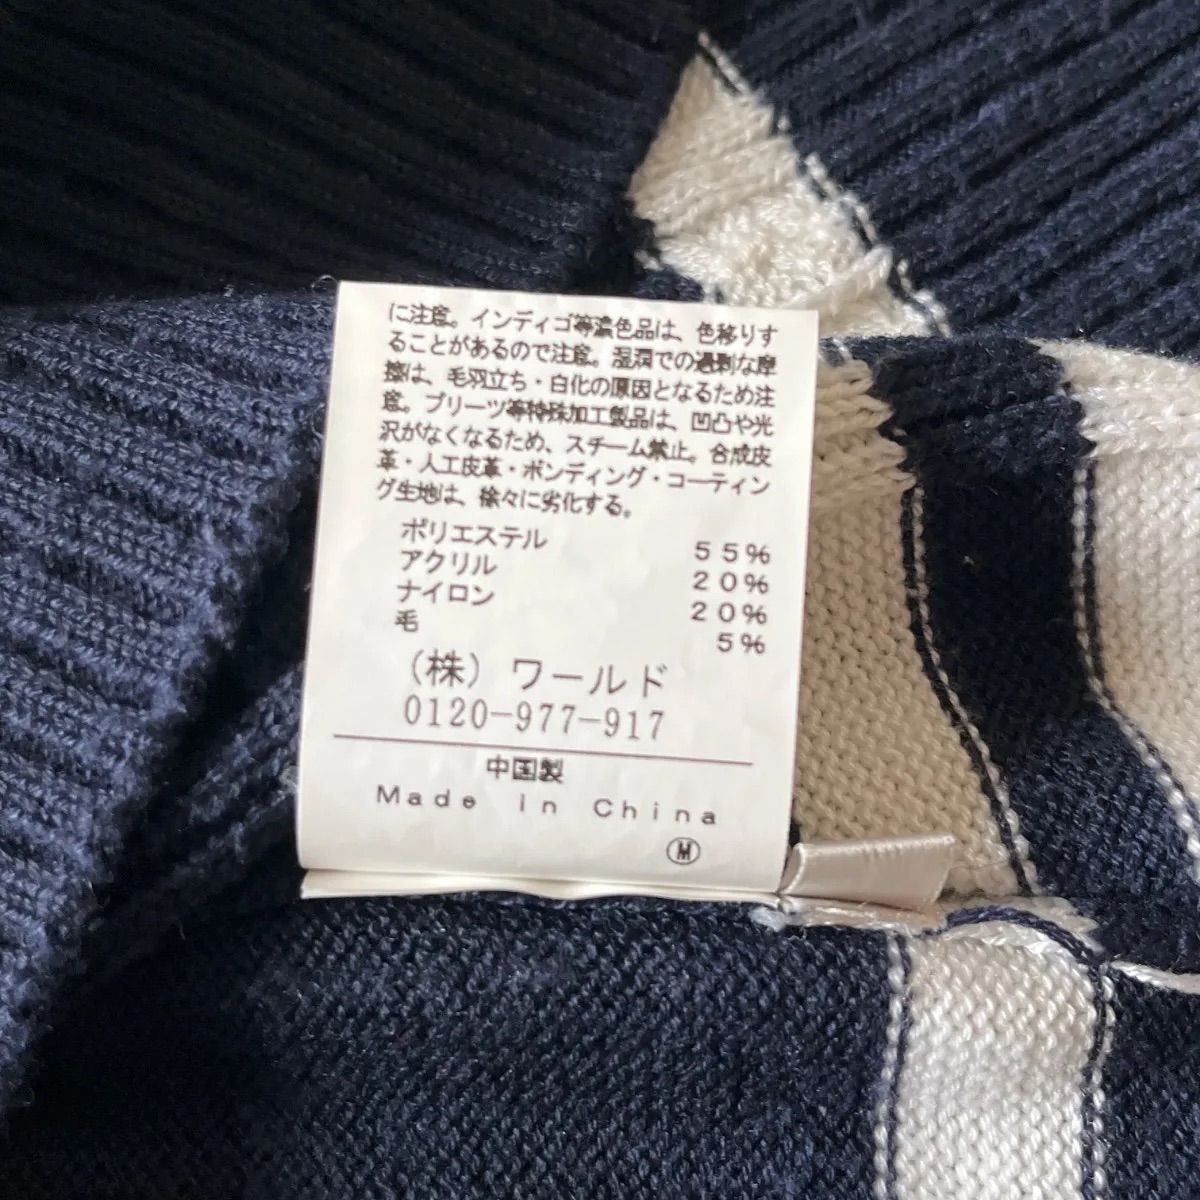 に注意。インディゴ等濃色品は、色移りす
ることがあるので注意。湿潤での過剰な摩
擦は、毛羽立ち・白化の原因となるため注
意。プリーツ等特殊加工製品は、凹凸や光
沢がなくなるため、スチーム禁止。合成皮
革・人工皮革・ボンディング・コーティン
グ生地は、徐々に劣化する。
ポリエステル 55%
アクリル 20%
ナイロン 20%
毛 5%
(株) ワールド
0120-977-917
中国製
Made in China
M